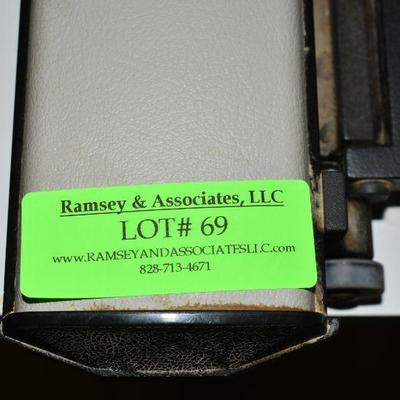 Ramsey & Associates, LLC
LOT# 69
www.RAMSEYANDASSOCIATESLLC.com
828-713-4671